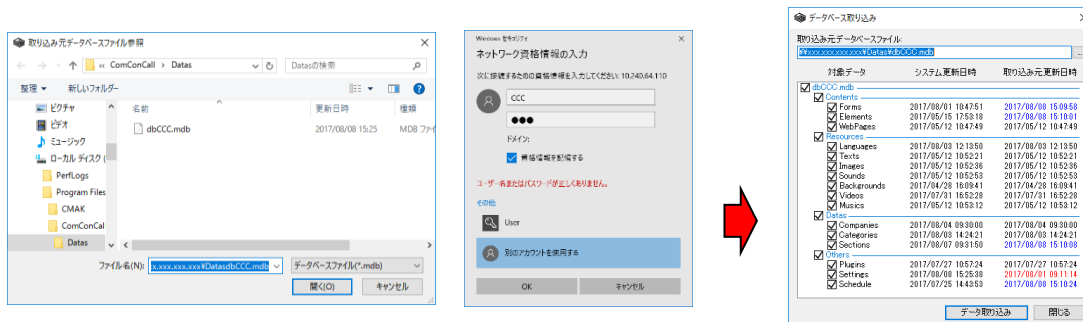 取り込み元データベースファイル参照
« ComConCall › Datas
Datasの検索
整理 新しいフォルダー
名前 更新日時 種類
ピクチャ
ビデオ
ミュージック
ローカル ディスク (
PerfLogs
Program Files
CMAK
ComConCal
Datas
dbCCC.mdb 2017/08/08 15:25 MDB ファイ
ファイル名(N): x.xxx.xxx.xxx¥DatasdbCCC.mdb データベースファイル(*.mdb)
開く(O) キャンセル
Windows セキュリティ
ネットワーク資格情報の入力
次に接続するための資格情報を入力してください: 10.240.64.110
CCC
●●●
ドメイン:
資格情報を記憶する
ユーザー名またはパスワードが正しくありません。
その他
User
別のアカウントを使用する
OK キャンセル
データベース取り込み
取り込み元データベースファイル:
¥¥xxx.xxx.xxx.xxx¥Datas¥dbCCC.mdb ...
対象データ システム更新日時 取り込み元更新日時
dbCCC.mdb
Contents
Forms 2017/08/01 10:47:51 2017/08/08 15:09:58
Elements 2017/05/15 17:53:18 2017/08/08 15:10:01
WebPages 2017/05/12 10:47:49 2017/05/12 10:47:49
Resources
Languages 2017/08/03 12:13:50 2017/08/03 12:13:50
Texts 2017/05/12 10:52:21 2017/05/12 10:52:21
Images 2017/05/12 10:52:36 2017/05/12 10:52:36
Sounds 2017/05/12 10:52:53 2017/05/12 10:52:53
Backgrounds 2017/04/28 16:09:41 2017/04/28 16:09:41
Videos 2017/07/31 16:52:28 2017/07/31 16:52:28
Musics 2017/05/12 10:53:12 2017/05/12 10:53:12
Datas
Companies 2017/08/04 09:30:00 2017/08/04 09:30:00
Categories 2017/08/03 14:24:21 2017/08/03 14:24:21
Sections 2017/08/07 09:31:50 2017/08/08 15:10:08
Others
Plugins 2017/07/27 10:57:24 2017/07/27 10:57:24
Settings 2017/08/08 15:25:38 2017/08/01 09:11:14
Schedule 2017/07/25 14:43:53 2017/08/08 15:10:24
データ取り込み 閉じる